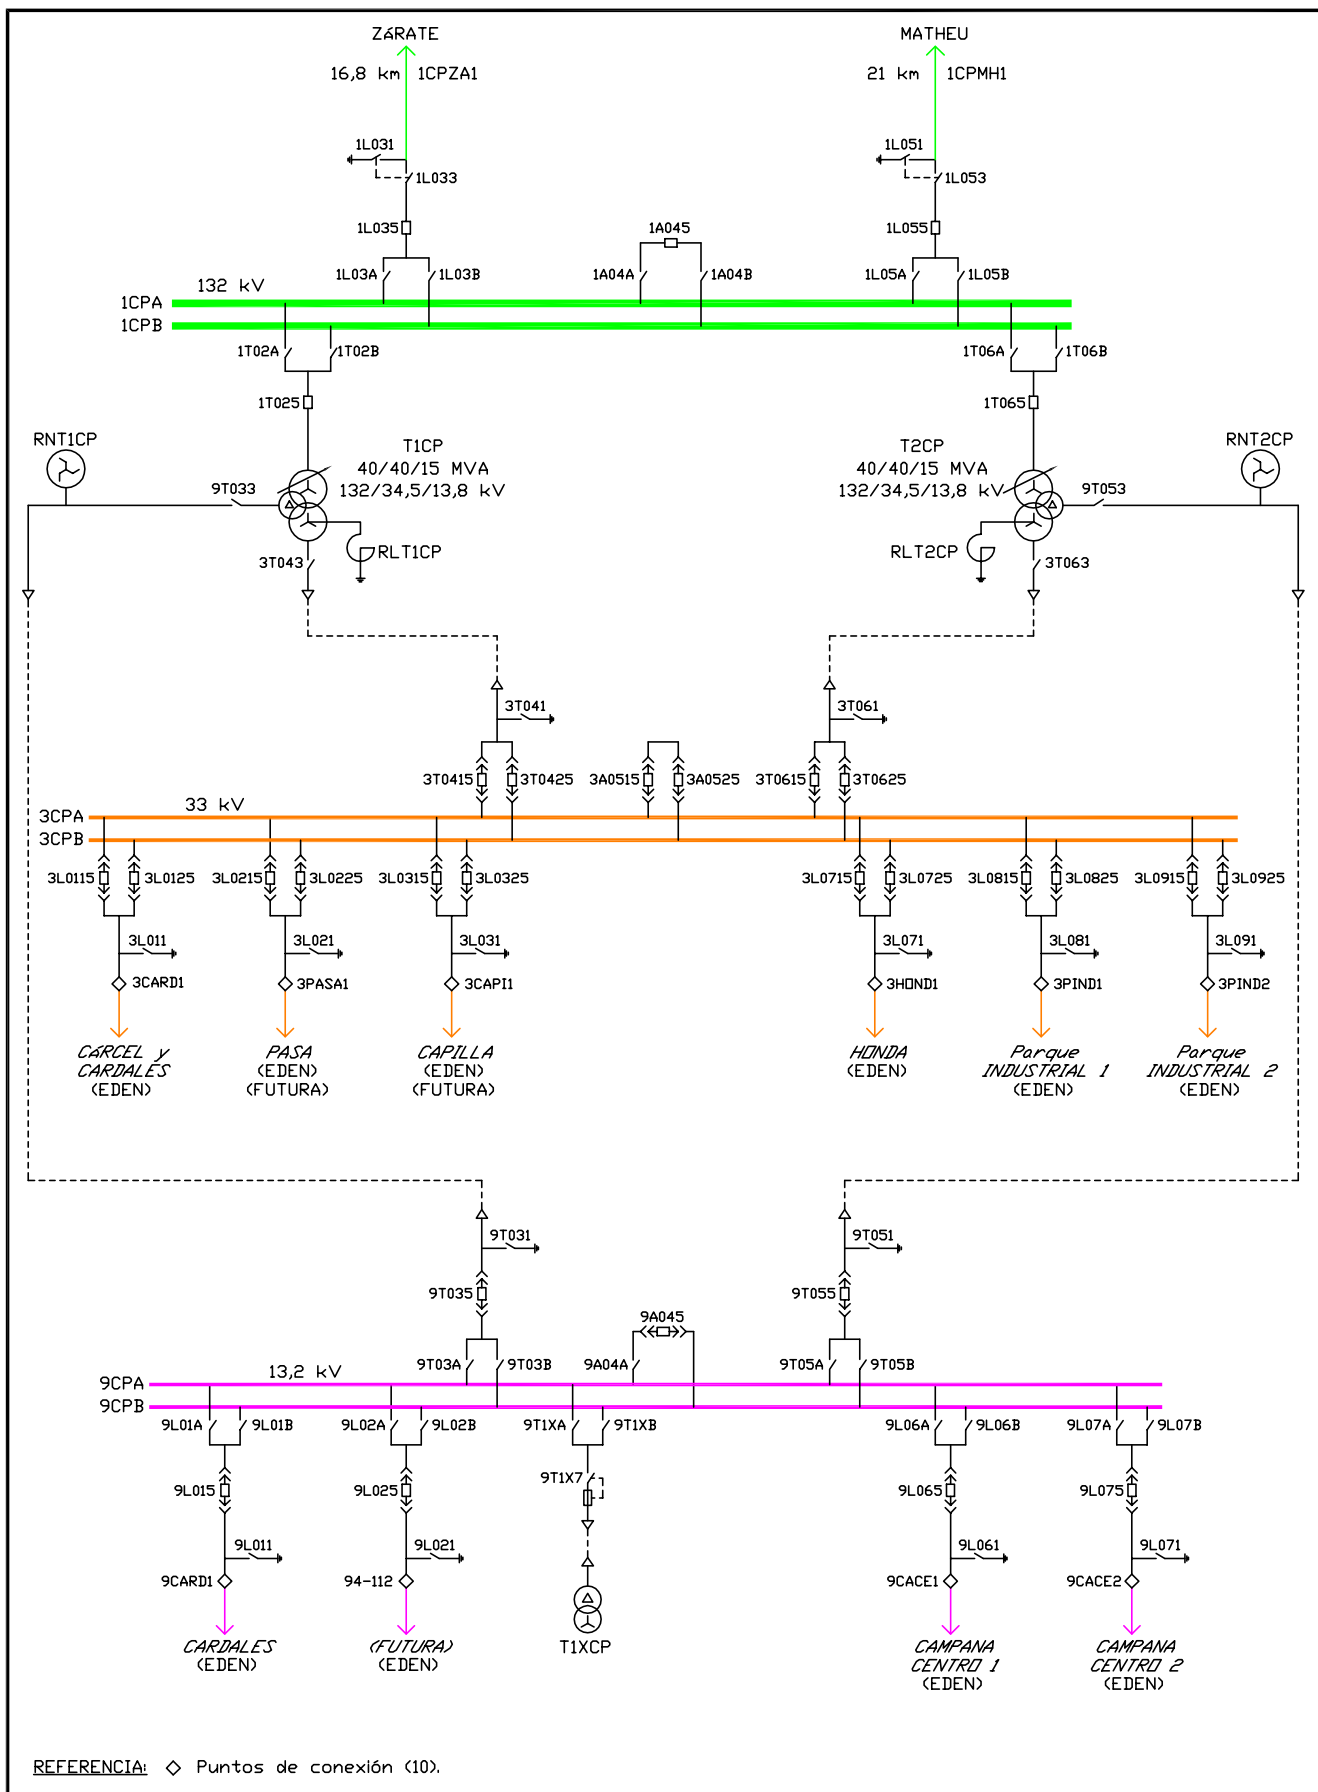 ZÁRATE
MATHEU
16,8 km 1CPZA1
21 km 1CPMH1
1L031
1L051
1L033
1L053
1L035
1A045
1L055
1L03A 1L03B
1A04A 1A04B
1L05A 1L05B
132 kV
1CPA
1CPB
1T02A 1T02B
1T06A 1T06B
1T025
1T065
RNT1CP
T1CP
40/40/15 MVA
132/34,5/13,8 kV
T2CP
40/40/15 MVA
132/34,5/13,8 kV
RNT2CP
9T033
9T053
RLT1CP
RLT2CP
3T043
3T063
3T041
3T061
3T0415 3T0425
3A0515 3A0525
3T0615 3T0625
33 kV
3CPA
3CPB
3L0115 3L0125
3L0215 3L0225
3L0315 3L0325
3L0715 3L0725
3L0815 3L0825
3L0915 3L0925
3L011
3L021
3L031
3L071
3L081
3L091
3CARD1
3PASA1
3CAPI1
3HOND1
3PIND1
3PIND2
CÁRCEL y
CARDALES
(EDEN)
PASA
(EDEN)
(FUTURA)
CAPILLA
(EDEN)
(FUTURA)
HONDA
(EDEN)
Parque
INDUSTRIAL 1
(EDEN)
Parque
INDUSTRIAL 2
(EDEN)
9T031
9T051
9T035
9T055
9A045
9T03A 9T03B
9A04A
9T05A 9T05B
13,2 kV
9CPA
9CPB
9L01A 9L01B
9L02A 9L02B
9T1XA 9T1XB
9L06A 9L06B
9L07A 9L07B
9T1X7
9L015
9L025
9L065
9L075
9L011
9L021
9L061
9L071
9CARD1
94-112
9CACE1
9CACE2
CARDALES
(EDEN)
(FUTURA)
(EDEN)
T1XCP
CAMPANA
CENTRO 1
(EDEN)
CAMPANA
CENTRO 2
(EDEN)
REFERENCIA: Puntos de conexión (10).